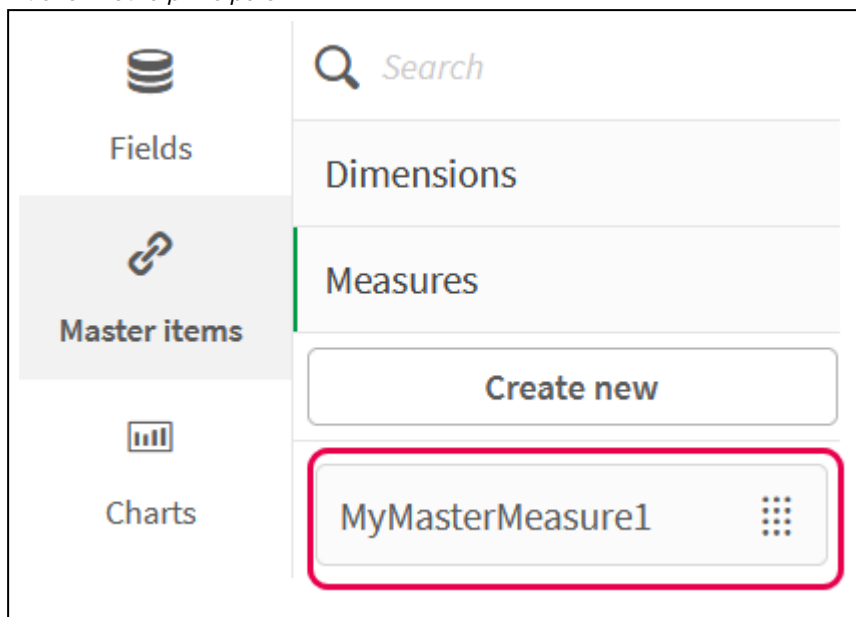 Search
Fields
Dimensions
Measures
Master items
Create new
Charts
MyMasterMeasure1